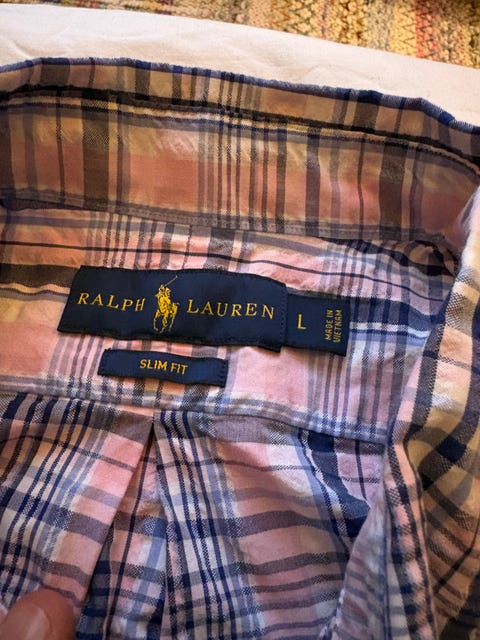 RALPH LAUREN
L
MADE IN
VIETNAM
SLIM FIT